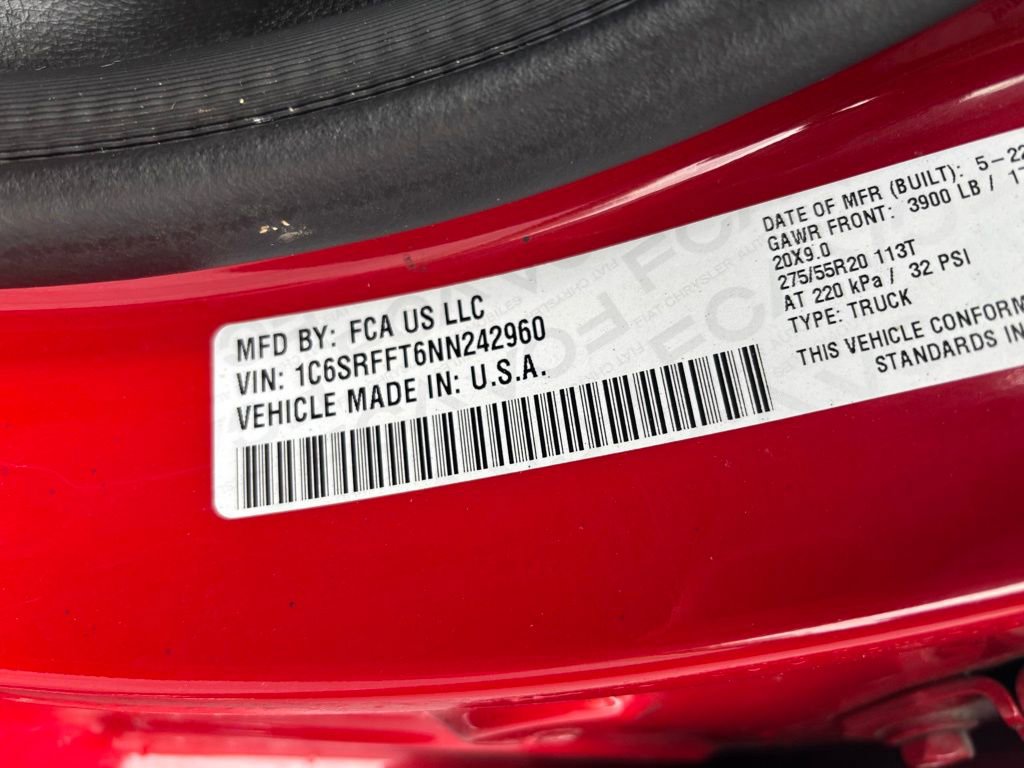 MFD BY: FCA US LLC
VIN: 1C6SRFFT6NN242960
VEHICLE MADE IN: U.S.A.
DATE OF MFR (BUILT): 5-22
GAWR FRONT: 3900 LB / 17
20X9.0
275/55R20 113T
AT 220 kPa / 32 PSI
TYPE: TRUCK
THIS VEHICLE CONFORM
STANDARDS IN